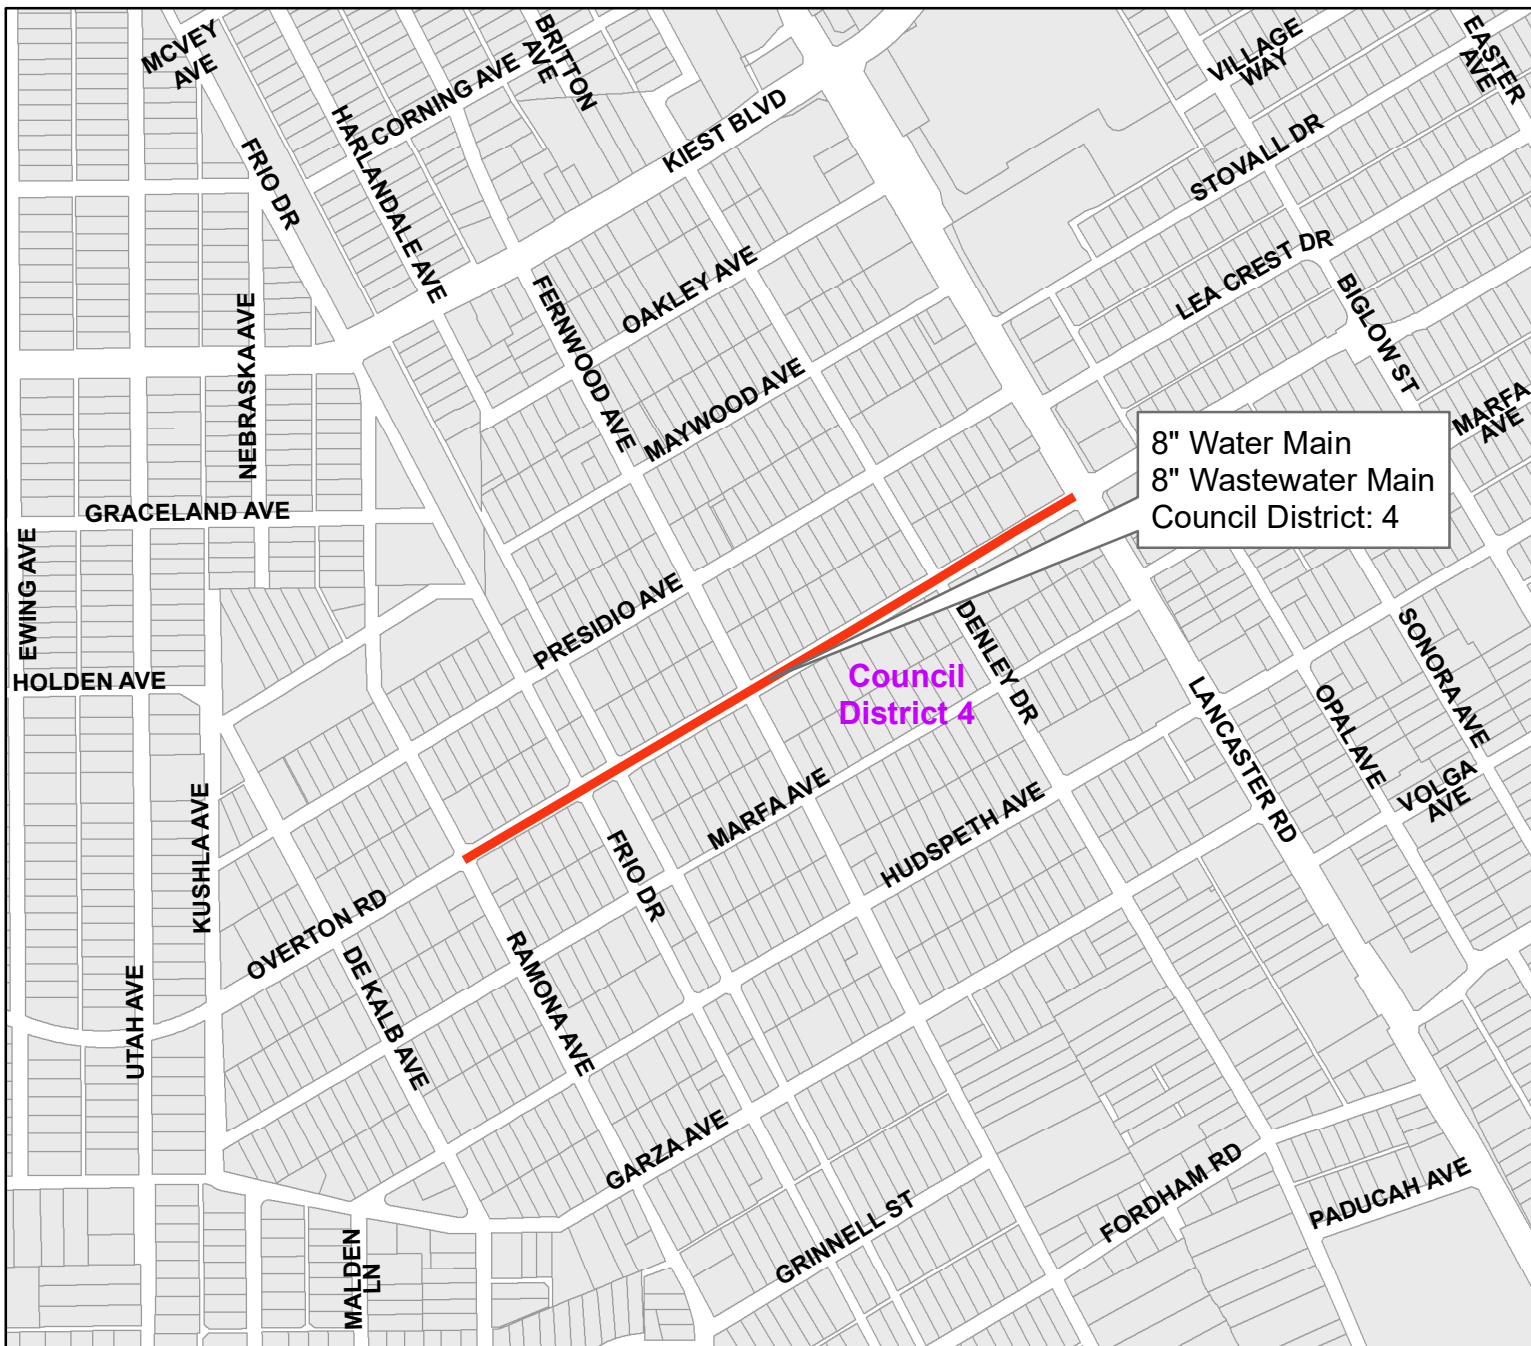 MCVEY
AVE
BRITTON
AVE
VILLAGE
WAY
EASTER
AVE
CORNING AVE
HARLANDALE AVE
KIEST BLVD
STOVALL DR
FRIO DR
LEA CREST DR
OAKLEY AVE
FERNWOOD AVE
BIGLOW ST
NEBRASKA AVE
MAYWOOD AVE
MARFA
AVE
8" Water Main
8" Wastewater Main
Council District: 4
GRACELAND AVE
EWING AVE
PRESIDIO AVE
DENLEY DR
SONORA AVE
HOLDEN AVE
Council
District 4
LANCASTER RD
OPAL AVE
VOLGA
AVE
KUSHLA AVE
MARFA AVE
HUDSPETH AVE
FRIO DR
OVERTON RD
RAMONA AVE
DE KALB AVE
UTAH AVE
GARZA AVE
FORDHAM RD
PADUCAH AVE
GRINNELL ST
MALDEN
LN